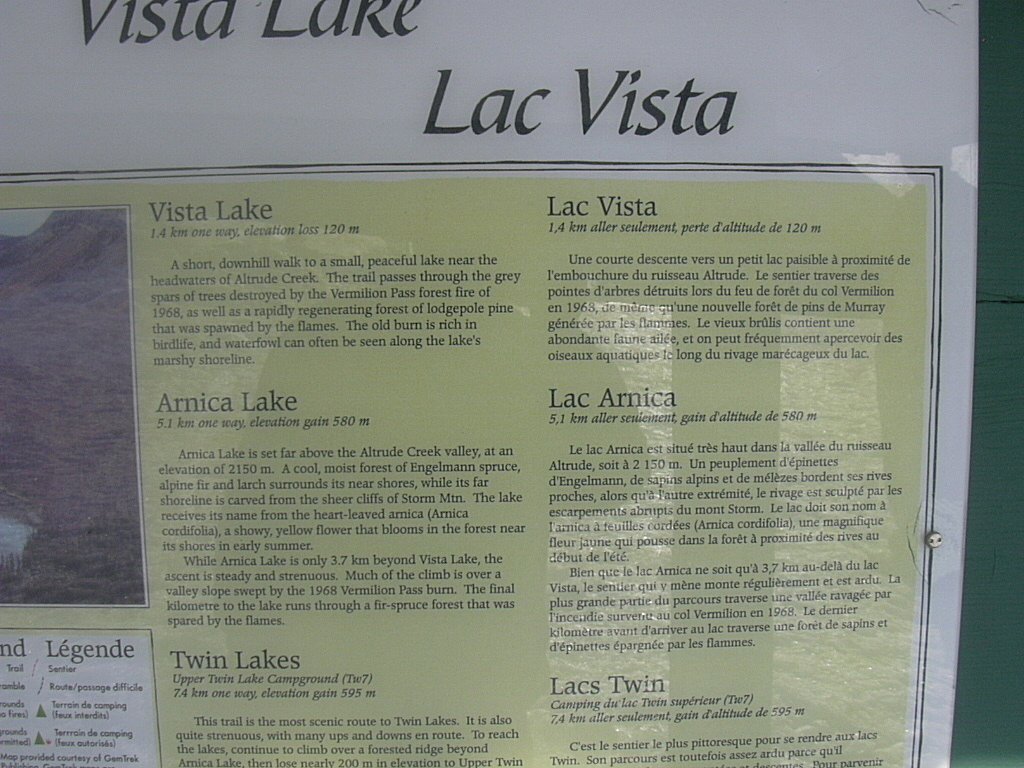 Vista Lake
Lac Vista
Vista Lake
1.4 km one way, elevation loss 120 m
A short, downhill walk to a small, peaceful lake near the
headwaters of Altrude Creek. The trail passes through the grey
spars of trees destroyed by the Vermilion Pass forest fire of
1968, as well as a rapidly regenerating forest of lodgepole pine
that was spawned by the flames. The old burn is rich in
birdlife, and waterfowl can often be seen along the lake's
marshy shoreline.
Arnica Lake
5.1 km one way, elevation gain 580 m
Arnica Lake is set far above the Altrude Creek valley, at an
elevation of 2150 m. A cool, moist forest of Engelmann spruce,
alpine fir and larch surrounds its near shores, while its far
shoreline is carved from the sheer cliffs of Storm Mtn. The lake
receives its name from the heart-leaved arnica (Arnica
cordifolia), a showy, yellow flower that blooms in the forest near
its shores in early summer.
While Arnica Lake is only 3.7 km beyond Vista Lake, the
ascent is steady and strenuous. Much of the climb is over a
valley slope swept by the 1968 Vermilion Pass burn. The final
kilometre to the lake runs through a fir-spruce forest that was
spared by the flames.
Twin Lakes
Upper Twin Lake Campground (Tw7)
7.4 km one way, elevation gain 595 m
This trail is the most scenic route to Twin Lakes. It is also
quite strenuous, with many ups and downs en route. To reach
the lakes, continue to climb over a forested ridge beyond
Arnica Lake, then lose nearly 200 m in elevation to Upper Twin
Lac Vista
1,4 km aller seulement, perte d'altitude de 120 m
Une courte descente vers un petit lac paisible à proximité de
l'embouchure du ruisseau Altrude. Le sentier traverse des
pointes d'arbres détruits lors du feu de forêt du col Vermilion
en 1968, de même qu'une nouvelle forêt de pins de Murray
générée par les flammes. Le vieux brûlis contient une
abondante faune ailée, et on peut fréquemment apercevoir des
oiseaux aquatiques le long du rivage marécageux du lac.
Lac Arnica
5,1 km aller seulement, gain d'altitude de 580 m
Le lac Arnica est situé très haut dans la vallée du ruisseau
Altrude, soit à 2 150 m. Un peuplement d'épinettes
d'Engelmann, de sapins alpins et de mélèzes bordent ses rives
proches, alors qu'à l'autre extrémité, le rivage est sculpté par les
escarpements abrupts du mont Storm. Le lac doit son nom à
l'arnica à feuilles cordées (Arnica cordifolia), une magnifique
fleur jaune qui pousse dans la forêt à proximité des rives au
début de l'été.
Bien que le lac Arnica ne soit qu'à 3,7 km au-delà du lac
Vista, le sentier qui y mène monte régulièrement et est ardu. La
plus grande partie du parcours traverse une vallée ravagée par
l'incendie survenu au col Vermilion en 1968. Le dernier
kilomètre avant d'arriver au lac traverse une forêt de sapins et
d'épinettes épargnée par les flammes.
Lacs Twin
Camping du lac Twin supérieur (Tw7)
7,4 km aller seulement, gain d'altitude de 595 m
C'est le sentier le plus pittoresque pour se rendre aux lacs
Twin. Son parcours est toutefois assez ardu parce qu'il
et descentes. Pour parvenir
nd Légende
Trail / Sentier
amble / Route/passage difficile
rounds Terrain de camping
o fires) (feux interdits)
grounds Terrain de camping
rmitted) (feux autorisés)
Map provided courtesy of GemTrek